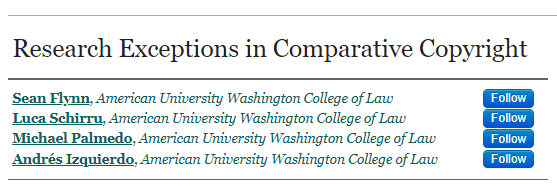 Research Exceptions in Comparative Copyright
Sean Flynn, American University Washington College of Law Follow
Luca Schirru, American University Washington College of Law Follow
Michael Palmedo, American University Washington College of Law Follow
Andrés Izquierdo, American University Washington College of Law Follow